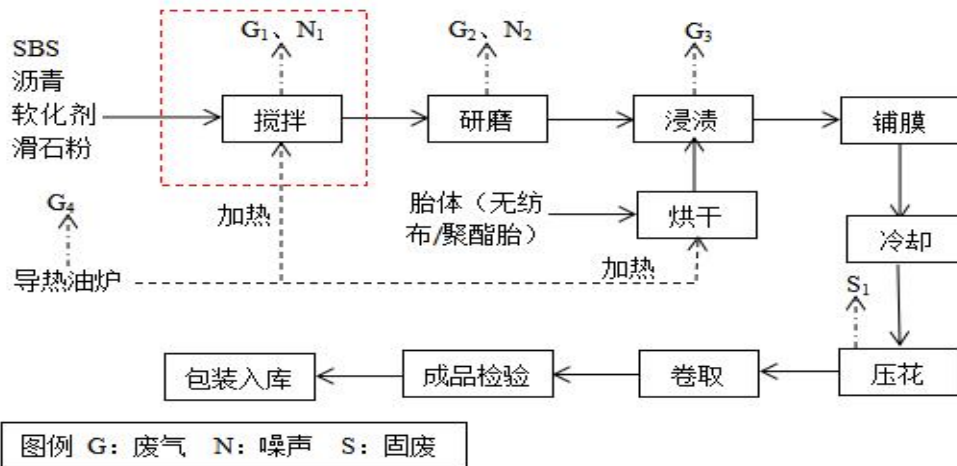 SBS
沥青
软化剂
滑石粉
G₁、N₁
搅拌
G₂、N₂
研磨
G₃
浸渍
铺膜
G₄
导热油炉
加热
胎体（无纺
布/聚酯胎）
烘干
加热
冷却
S₁
压花
卷取
成品检验
包装入库
图例 G：废气 N：噪声 S：固废